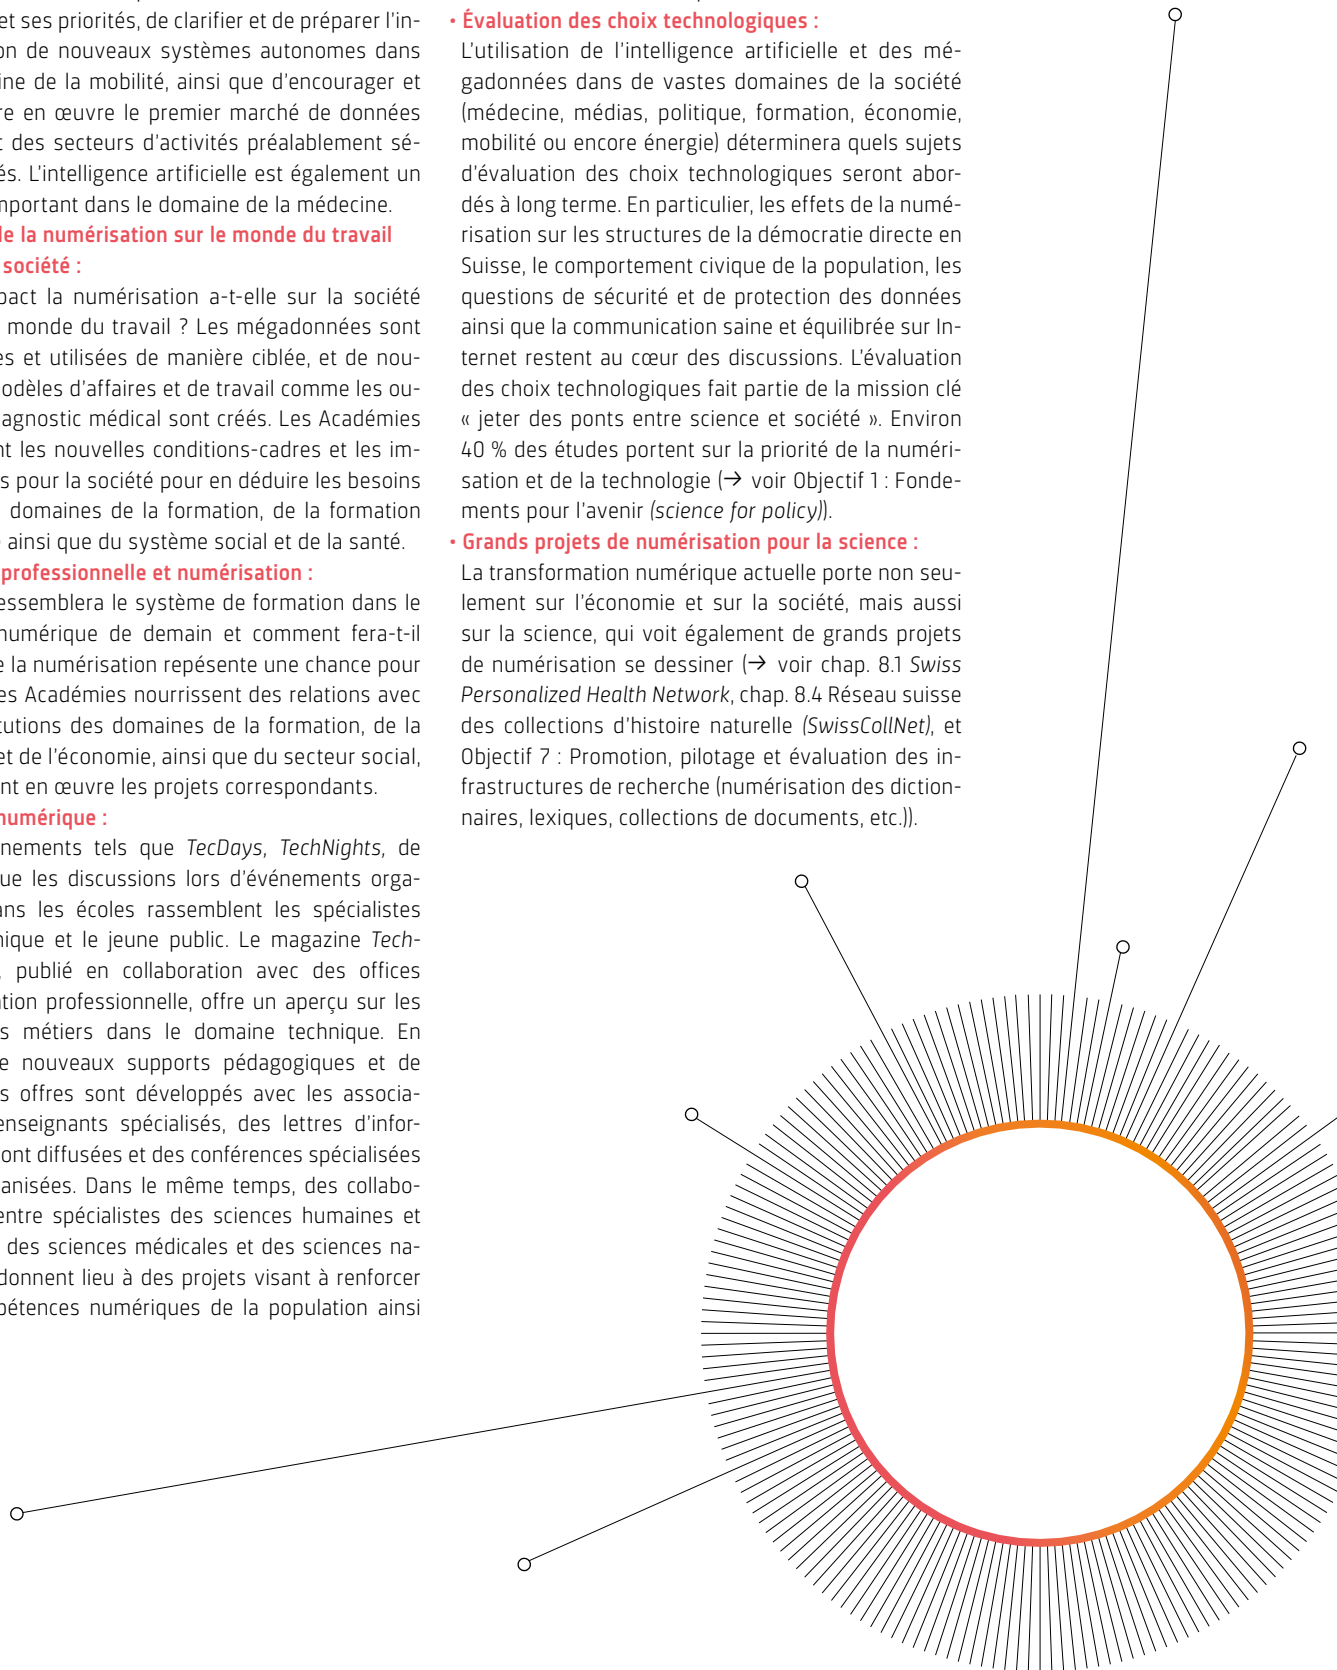 et ses priorités, de clarifier et de préparer l'in-
on de nouveaux systèmes autonomes dans
ine de la mobilité, ainsi que d'encourager et
re en œuvre le premier marché de données
t des secteurs d'activités préalablement sé-
és. L'intelligence artificielle est également un
mportant dans le domaine de la médecine.
de la numérisation sur le monde du travail
société :
pact la numérisation a-t-elle sur la société
monde du travail ? Les mégadonnées sont
es et utilisées de manière ciblée, et de nou-
odèles d'affaires et de travail comme les ou-
agnostic médical sont créés. Les Académies
nt les nouvelles conditions-cadres et les im-
s pour la société pour en déduire les besoins
domaines de la formation, de la formation
ainsi que du système social et de la santé.
professionnelle et numérisation :
essemblera le système de formation dans le
numérique de demain et comment fera-t-il
e la numérisation repésente une chance pour
es Académies nourrissent des relations avec
tutions des domaines de la formation, de la
et de l'économie, ainsi que du secteur social,
nt en œuvre les projets correspondants.
numérique :
nements tels que TecDays, TechNights, de
que les discussions lors d'événements orga-
ans les écoles rassemblent les spécialistes
nique et le jeune public. Le magazine Tech-
, publié en collaboration avec des offices
ation professionnelle, offre un aperçu sur les
s métiers dans le domaine technique. En
e nouveaux supports pédagogiques et de
s offres sont développés avec les associa-
enseignants spécialisés, des lettres d'infor-
ont diffusées et des conférences spécialisées
anisées. Dans le même temps, des collabo-
entre spécialistes des sciences humaines et
des sciences médicales et des sciences na-
donnent lieu à des projets visant à renforcer
pétences numériques de la population ainsi
• Évaluation des choix technologiques :
L'utilisation de l'intelligence artificielle et des mé-
gadonnées dans de vastes domaines de la société
(médecine, médias, politique, formation, économie,
mobilité ou encore énergie) déterminera quels sujets
d'évaluation des choix technologiques seront abor-
dés à long terme. En particulier, les effets de la numé-
risation sur les structures de la démocratie directe en
Suisse, le comportement civique de la population, les
questions de sécurité et de protection des données
ainsi que la communication saine et équilibrée sur In-
ternet restent au cœur des discussions. L'évaluation
des choix technologiques fait partie de la mission clé
« jeter des ponts entre science et société ». Environ
40 % des études portent sur la priorité de la numéri-
sation et de la technologie (→ voir Objectif 1 : Fonde-
ments pour l'avenir (science for policy)).
• Grands projets de numérisation pour la science :
La transformation numérique actuelle porte non seu-
lement sur l'économie et sur la société, mais aussi
sur la science, qui voit également de grands projets
de numérisation se dessiner (→ voir chap. 8.1 Swiss
Personalized Health Network, chap. 8.4 Réseau suisse
des collections d'histoire naturelle (SwissCollNet), et
Objectif 7 : Promotion, pilotage et évaluation des in-
frastructures de recherche (numérisation des diction-
naires, lexiques, collections de documents, etc.)).